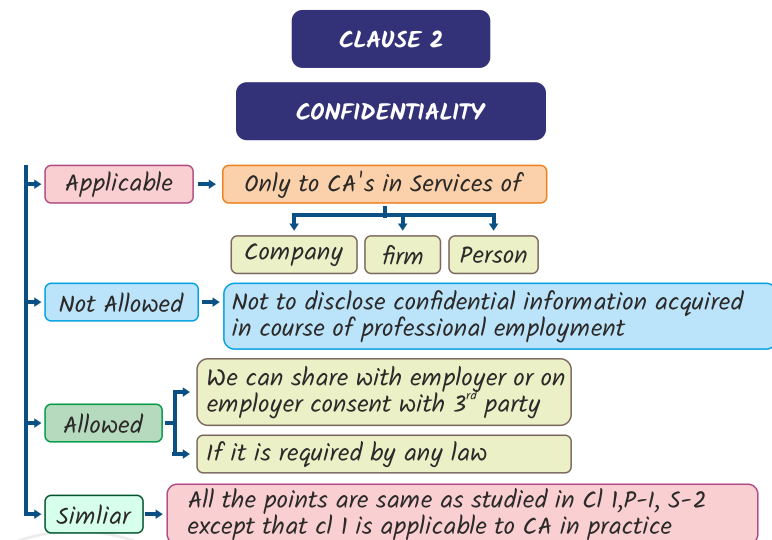 CLAUSE 2
CONFIDENTIALITY
Applicable
Only to CA's in Services of
Company
firm
Person
Not Allowed
Not to disclose confidential information acquired
in course of professional employment
Allowed
We can share with employer or on
employer consent with 3rd party
If it is required by any law
Simliar
All the points are same as studied in Cl 1,P-1, S-2
except that cl 1 is applicable to CA in practice